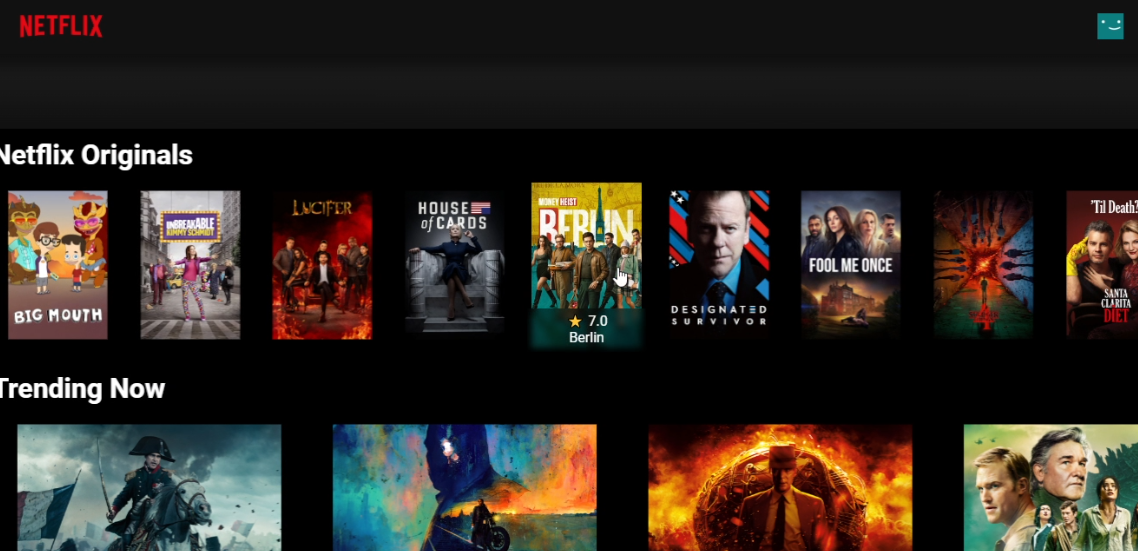 NETFLIX
Netflix Originals
BIG MOUTH
UNBREAKABLE
KIMMY SCHMIDT
LUCIFER
HOUSE
of CARDS
MONEY HEIST
BERLIN
7.0
Berlin
DESIGNATED
SURVIVOR
FOOL ME ONCE
'Til Death?
SANTA
CLARITA
DIET
Trending Now